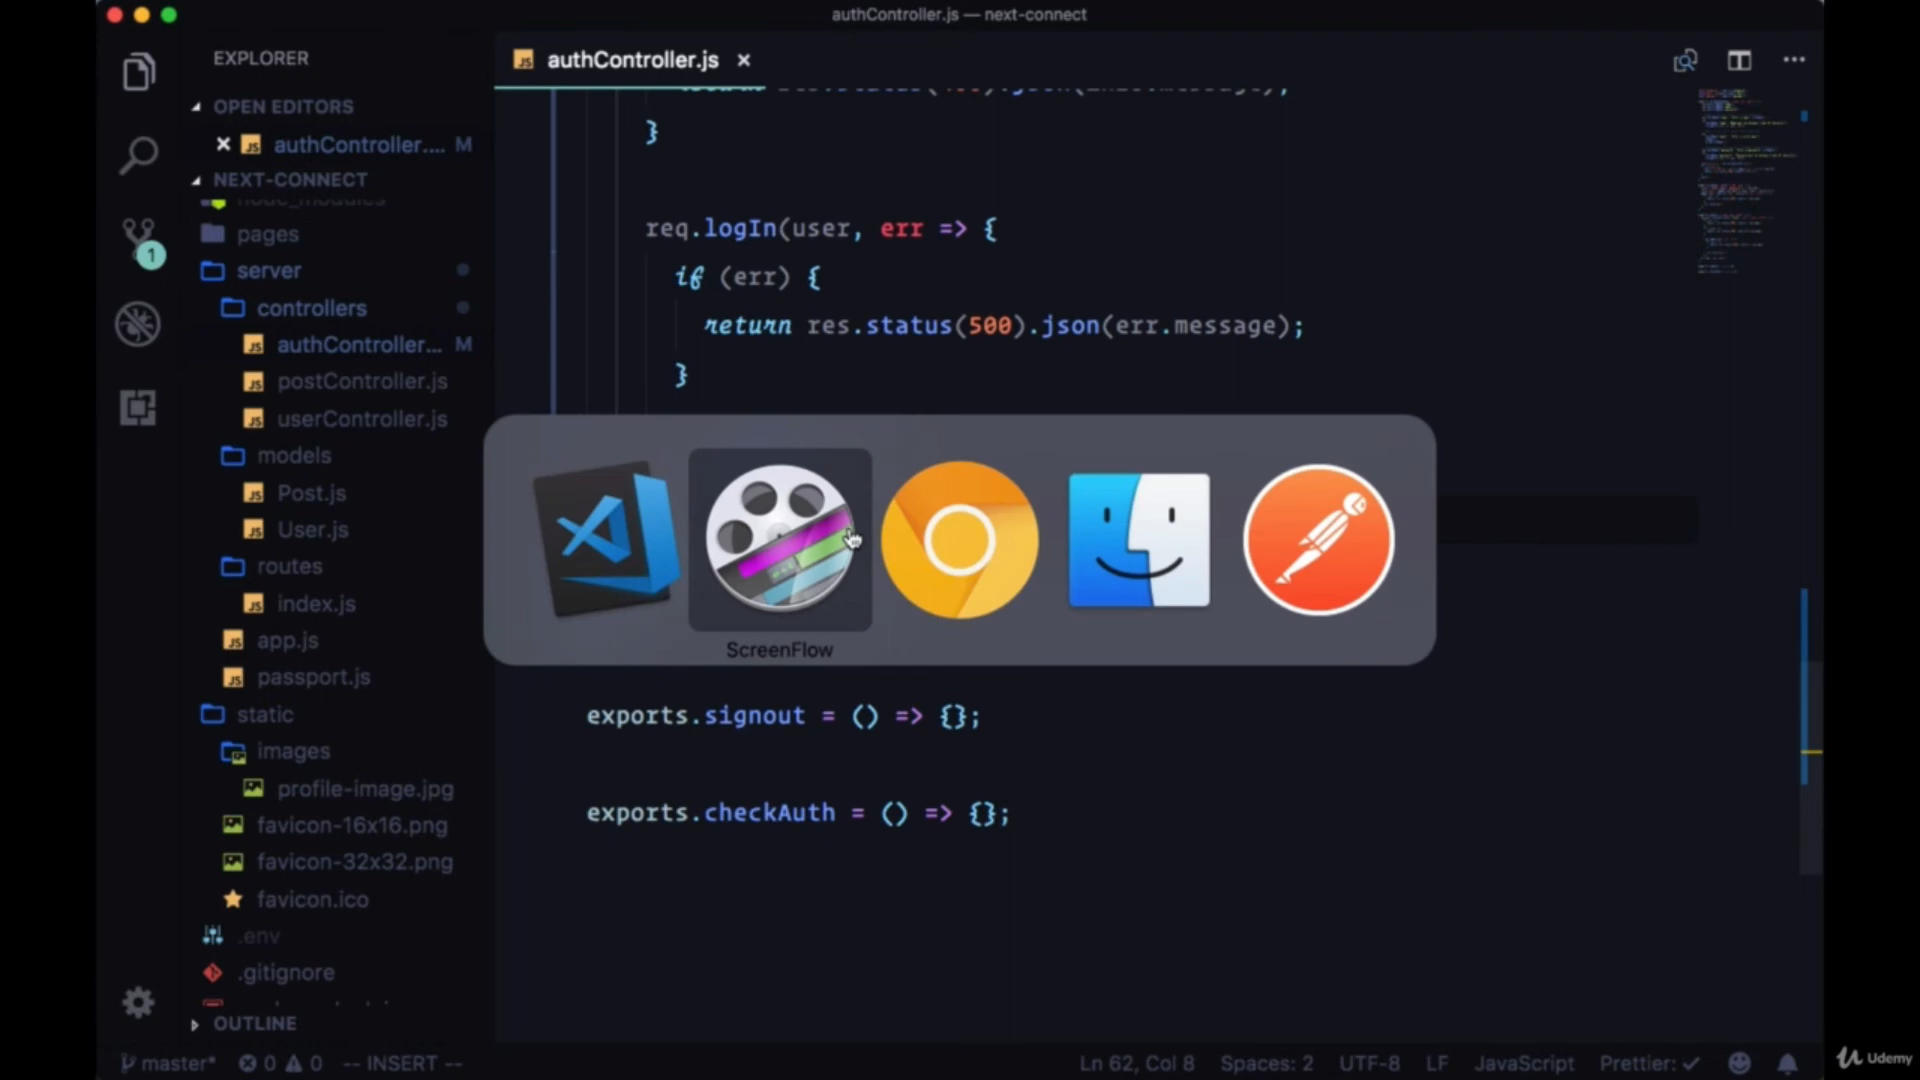 authController.js — next-connect
EXPLORER
authController.js
OPEN EDITORS
authController.... M
NEXT-CONNECT
node_modules
pages
server
controllers
authController... M
postController.js
userController.js
models
Post.js
User.js
routes
index.js
app.js
passport.js
static
images
profile-image.jpg
favicon-16x16.png
favicon-32x32.png
favicon.ico
.env
.gitignore
OUTLINE
}
req.logIn(user, err => {
if (err) {
return res.status(500).json(err.message);
}
ScreenFlow
exports.signout = () => {};
exports.checkAuth = () => {};
1
master* 0 0 -- INSERT --
Ln 62, Col 8 Spaces: 2 UTF-8 LF JavaScript Prettier: ✓
Udemy